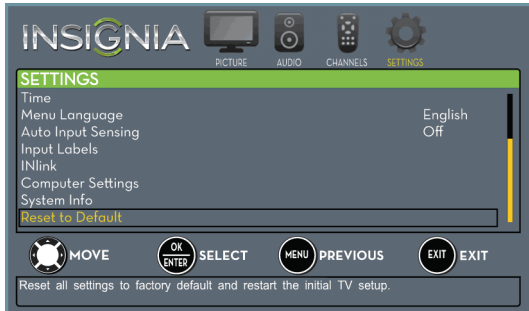 INSIGNIA
PICTURE AUDIO CHANNELS SETTINGS
SETTINGS
Time
Menu Language English
Auto Input Sensing Off
Input Labels
INlink
Computer Settings
System Info
Reset to Default
MOVE OK ENTER SELECT MENU PREVIOUS EXIT EXIT
Reset all settings to factory default and restart the initial TV setup.